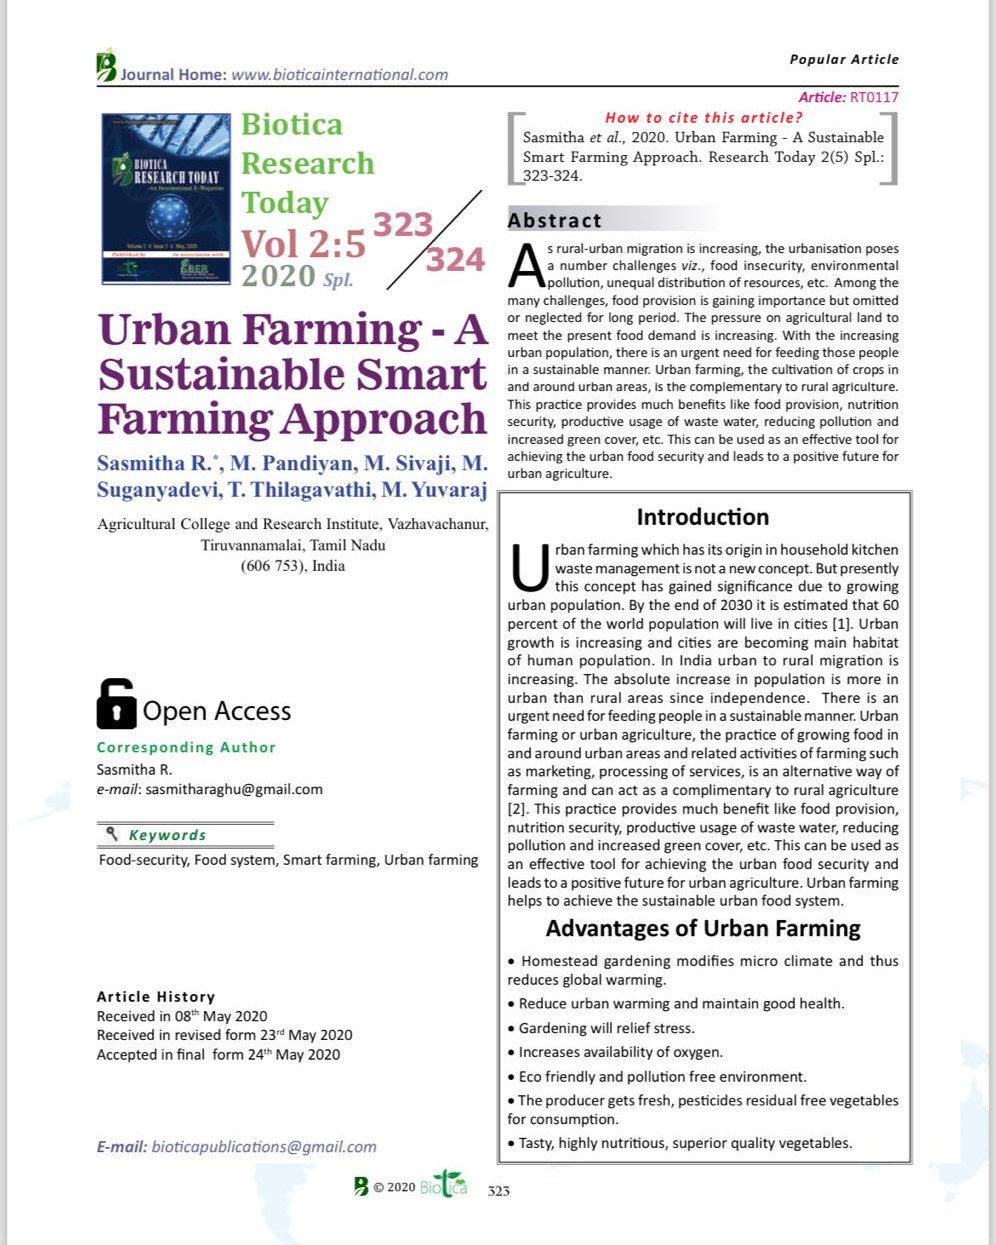 Journal Home: www.bioticainternational.com
Popular Article
Article: RT0117
BIOTICA
RESEARCH TODAY
-An International E-Magazine
Volume 2 Issue 5 May, 2020
Published by
In association with
Biotica
Research
Today
Vol 2:5
2020 Spl.
323
324
How to cite this article?
Sasmitha et al., 2020. Urban Farming - A Sustainable
Smart Farming Approach. Research Today 2(5) Spl.:
323-324.
Urban Farming - A
Sustainable Smart
Farming Approach
Sasmitha R.*, M. Pandiyan, M. Sivaji, M.
Suganyadevi, T. Thilagavathi, M. Yuvaraj
Agricultural College and Research Institute, Vazhavachanur,
Tiruvannamalai, Tamil Nadu
(606 753), India
Open Access
Corresponding Author
Sasmitha R.
e-mail: sasmitharaghu@gmail.com
Keywords
Food-security, Food system, Smart farming, Urban farming
Article History
Received in 08th May 2020
Received in revised form 23rd May 2020
Accepted in final form 24th May 2020
E-mail: bioticapublications@gmail.com
Abstract
As rural-urban migration is increasing, the urbanisation poses
a number challenges viz., food insecurity, environmental
pollution, unequal distribution of resources, etc. Among the
many challenges, food provision is gaining importance but omitted
or neglected for long period. The pressure on agricultural land to
meet the present food demand is increasing. With the increasing
urban population, there is an urgent need for feeding those people
in a sustainable manner. Urban farming, the cultivation of crops in
and around urban areas, is the complementary to rural agriculture.
This practice provides much benefits like food provision, nutrition
security, productive usage of waste water, reducing pollution and
increased green cover, etc. This can be used as an effective tool for
achieving the urban food security and leads to a positive future for
urban agriculture.
Introduction
Urban farming which has its origin in household kitchen
waste management is not a new concept. But presently
this concept has gained significance due to growing
urban population. By the end of 2030 it is estimated that 60
percent of the world population will live in cities [1]. Urban
growth is increasing and cities are becoming main habitat
of human population. In India urban to rural migration is
increasing. The absolute increase in population is more in
urban than rural areas since independence. There is an
urgent need for feeding people in a sustainable manner. Urban
farming or urban agriculture, the practice of growing food in
and around urban areas and related activities of farming such
as marketing, processing of services, is an alternative way of
farming and can act as a complimentary to rural agriculture
[2]. This practice provides much benefit like food provision,
nutrition security, productive usage of waste water, reducing
pollution and increased green cover, etc. This can be used as
an effective tool for achieving the urban food security and
leads to a positive future for urban agriculture. Urban farming
helps to achieve the sustainable urban food system.
Advantages of Urban Farming
• Homestead gardening modifies micro climate and thus
reduces global warming.
• Reduce urban warming and maintain good health.
• Gardening will relief stress.
• Increases availability of oxygen.
• Eco friendly and pollution free environment.
• The producer gets fresh, pesticides residual free vegetables
for consumption.
• Tasty, highly nutritious, superior quality vegetables.
© 2020 Biotica
323